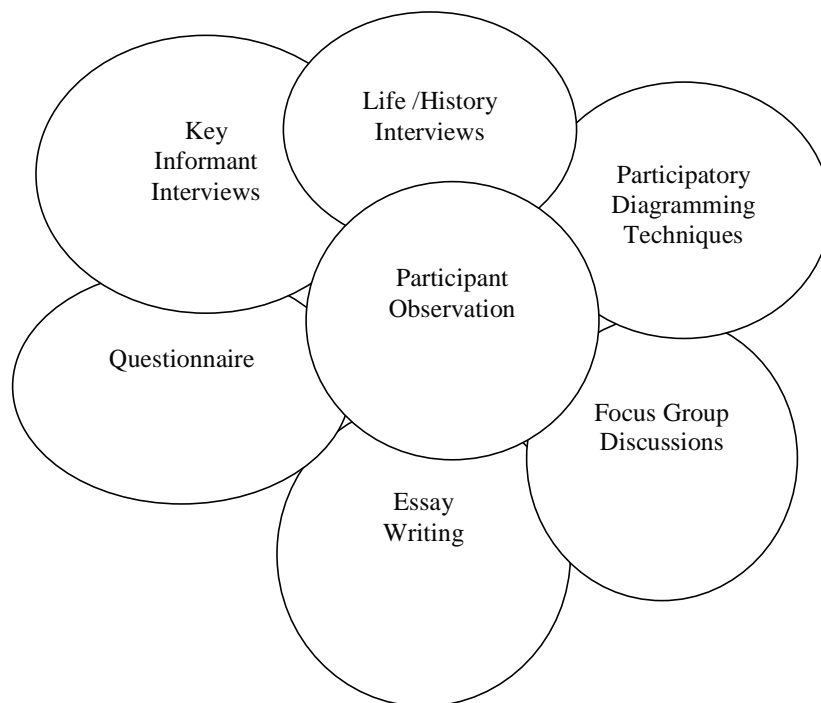 Life /History
Interviews
Key
Informant
Interviews
Participatory
Diagramming
Techniques
Participant
Observation
Questionnaire
Focus Group
Discussions
Essay
Writing